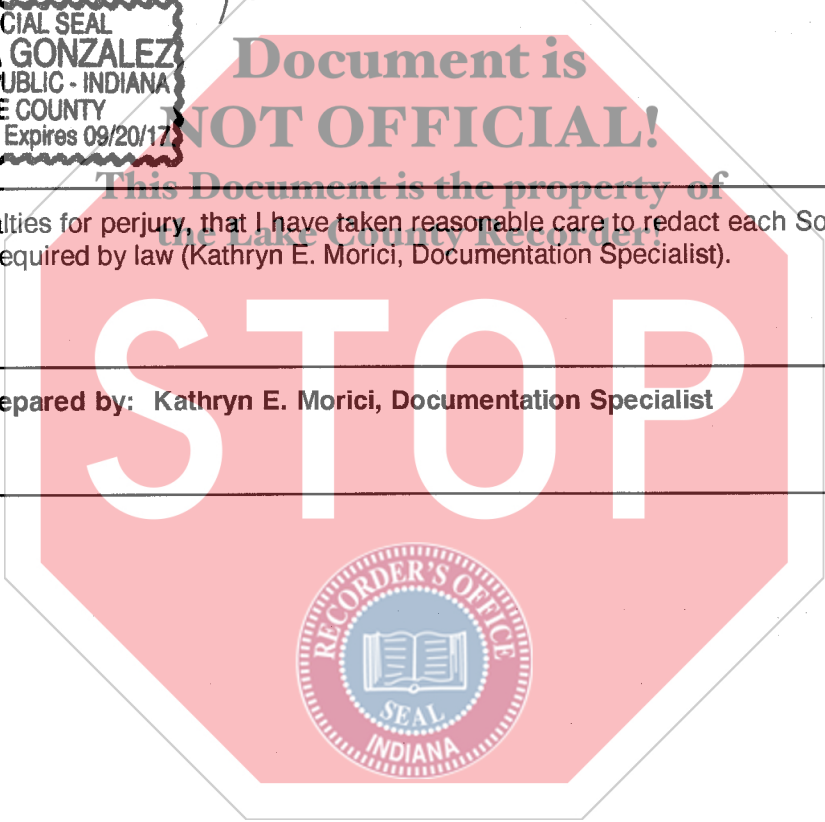 CIAL SEAL
GONZALEZ
UBLIC - INDIANA
E COUNTY
Expires 09/20/17
Document is
NOT OFFICIAL!
This Document is the property of
the Lake County Recorder!
lties for perjury, that I have taken reasonable care to redact each So
equired by law (Kathryn E. Morici, Documentation Specialist).
STOP
epared by: Kathryn E. Morici, Documentation Specialist
RECORDER'S OFFICE
SEAL
INDIANA